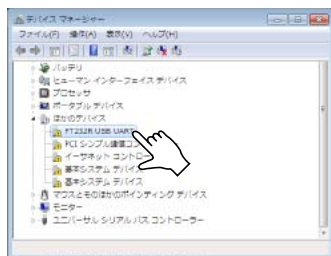 デバイス マネージャー
ファイル(F) 操作(A) 表示(V) ヘルプ(H)
バッテリ
ヒューマン インターフェイス デバイス
プロセッサ
ポータブル デバイス
ほかのデバイス
FT232R USB UART
PCI シンプル通信コン
イーサネット コントロー
基本システム デバイス
基本システム デバイス
マウスとそのほかのポインティング デバイス
モニター
ユニバーサル シリアル バス コントローラー